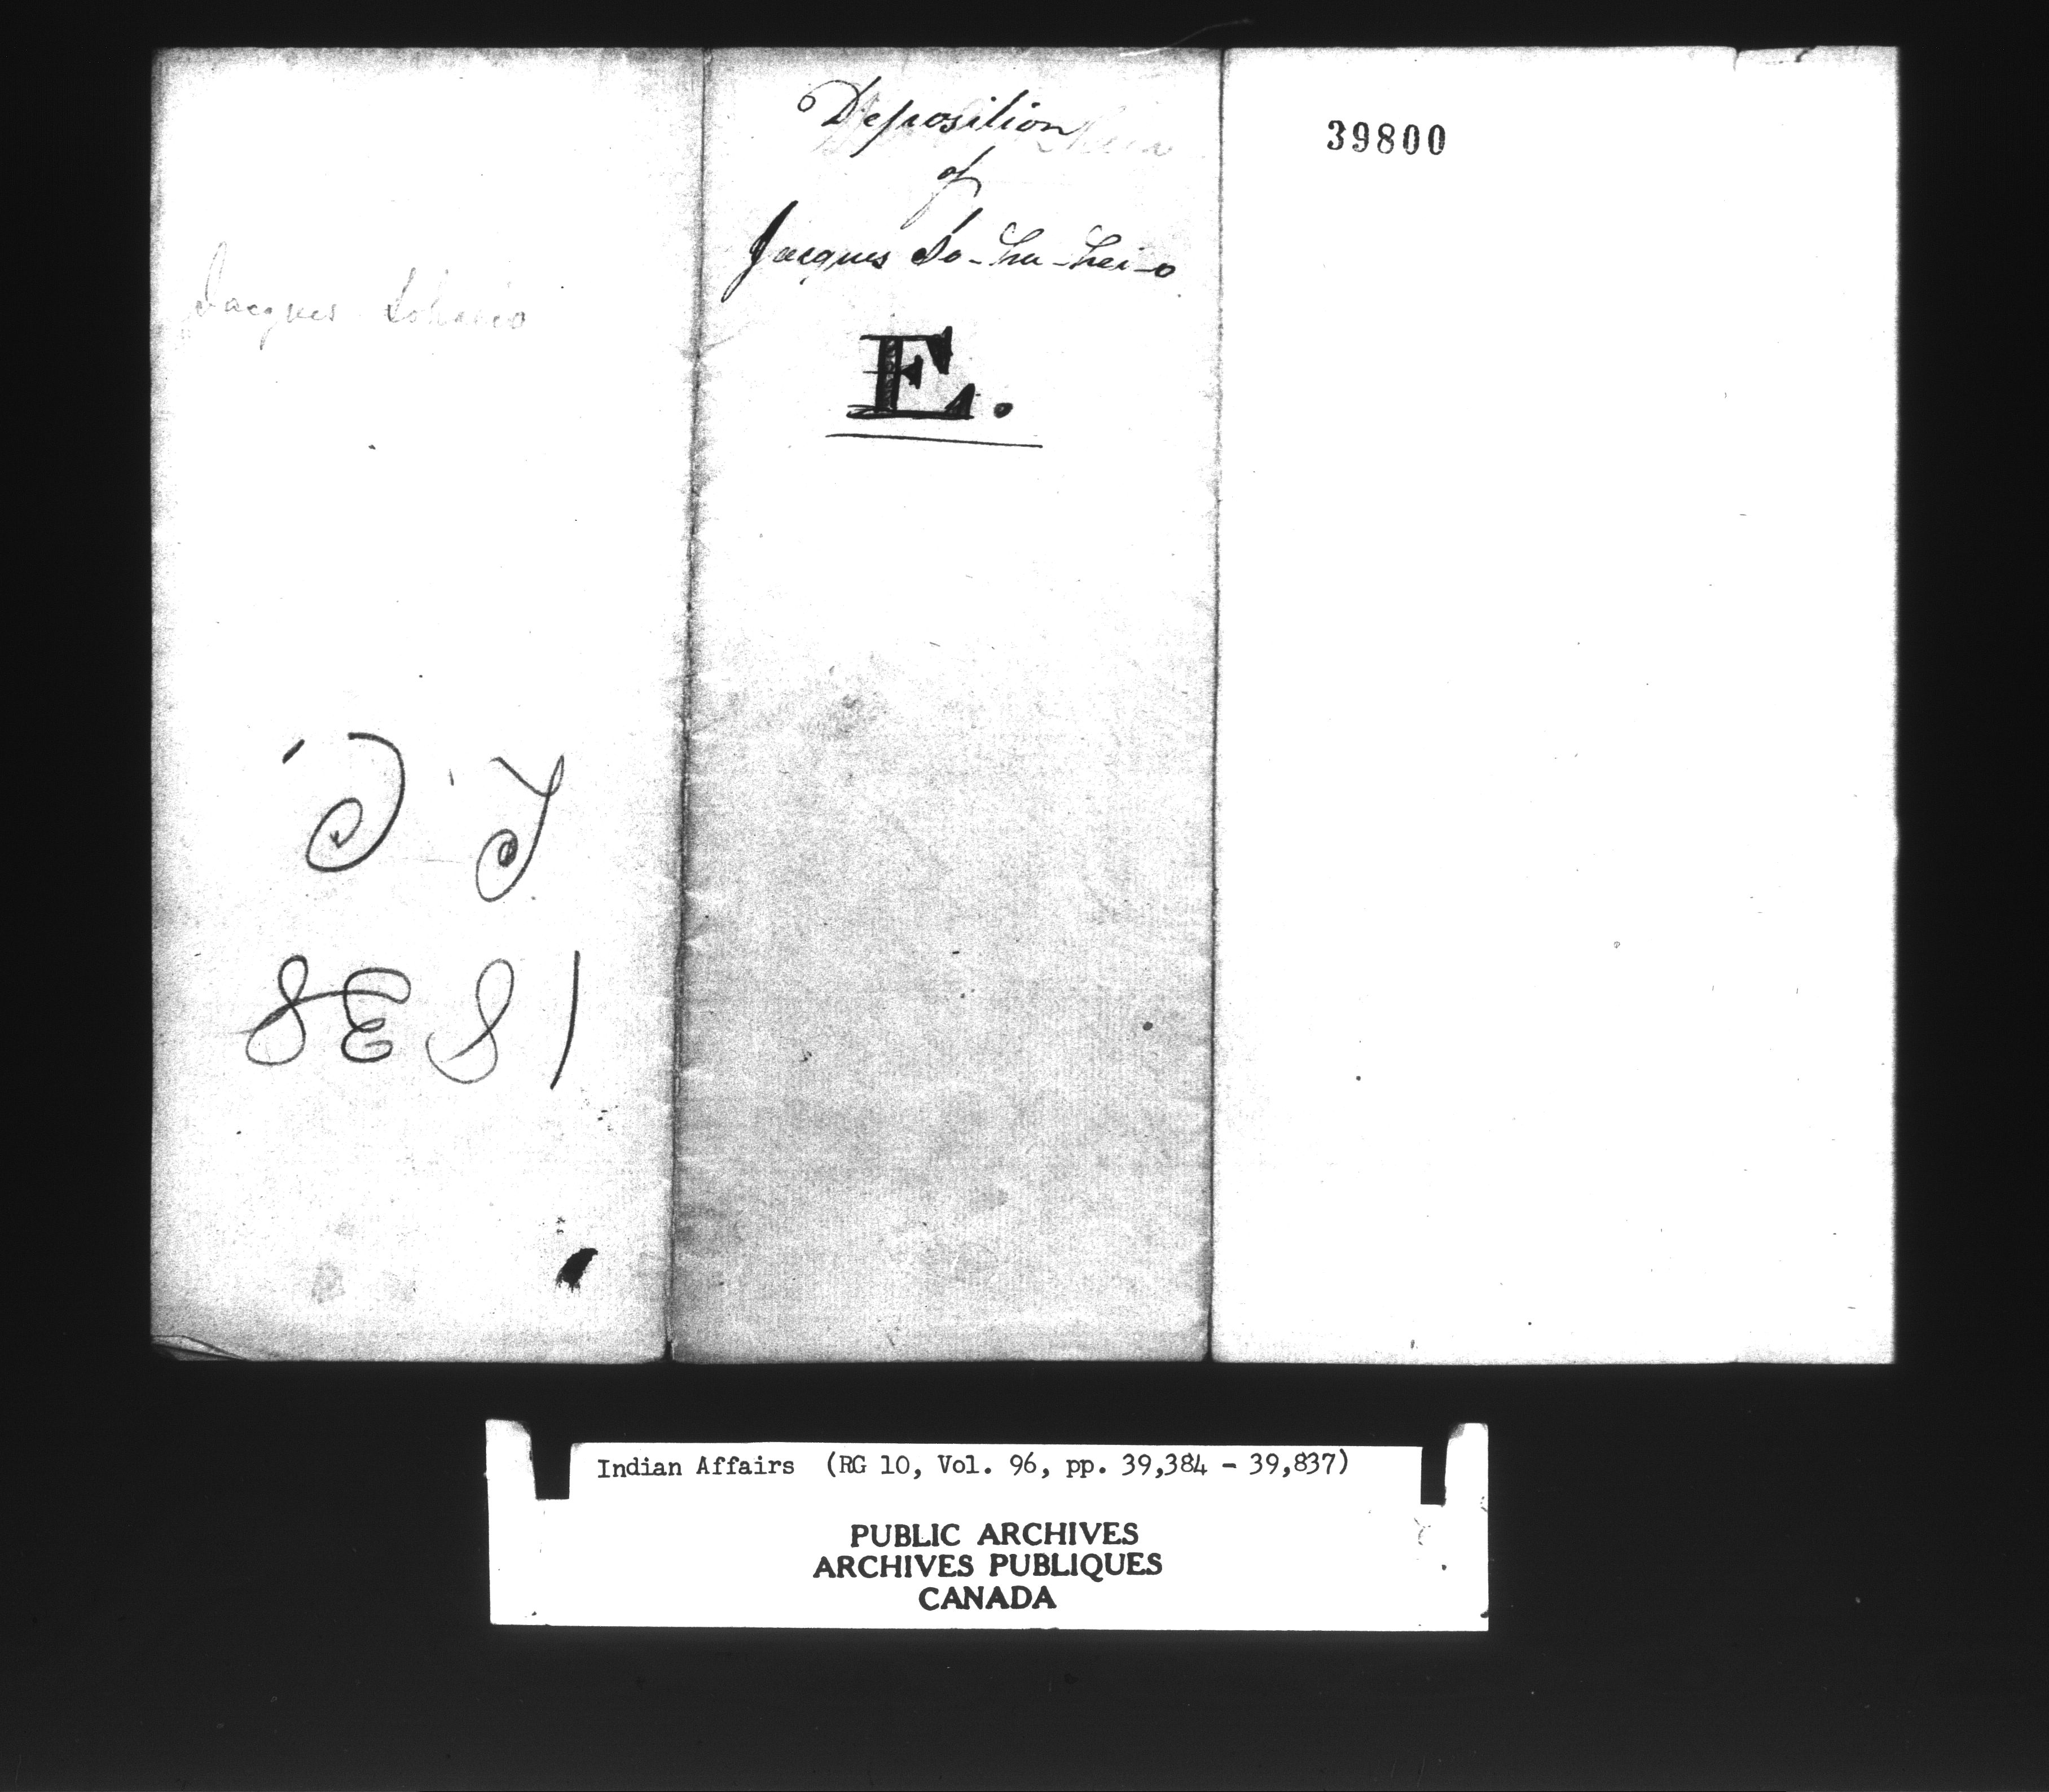 Jacques Sohaeio
J. D.
1838
Deposition
of
Jacques So-ha-hei-o
E.
39800
Indian Affairs (RG 10, Vol. 96, pp. 39,384 - 39,837)
PUBLIC ARCHIVES
ARCHIVES PUBLIQUES
CANADA